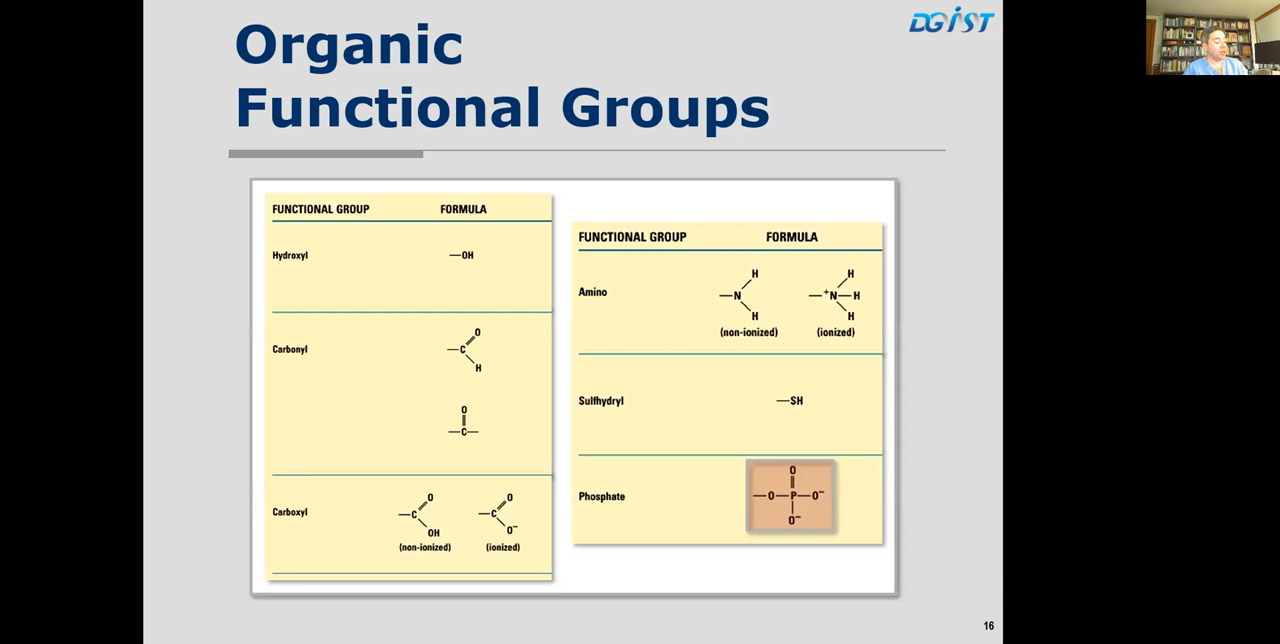 Organic
Functional Groups
DGIST
FUNCTIONAL GROUP FORMULA
Hydroxyl —OH
Carbonyl
O
—C
H
O
—C—
Carboxyl
O
—C
OH
(non-ionized)
O
—C
O⁻
(ionized)
FUNCTIONAL GROUP FORMULA
Amino
H
—N
H
(non-ionized)
H
—⁺N—H
H
(ionized)
Sulfhydryl —SH
Phosphate
O
—O—P—O⁻
O⁻
16